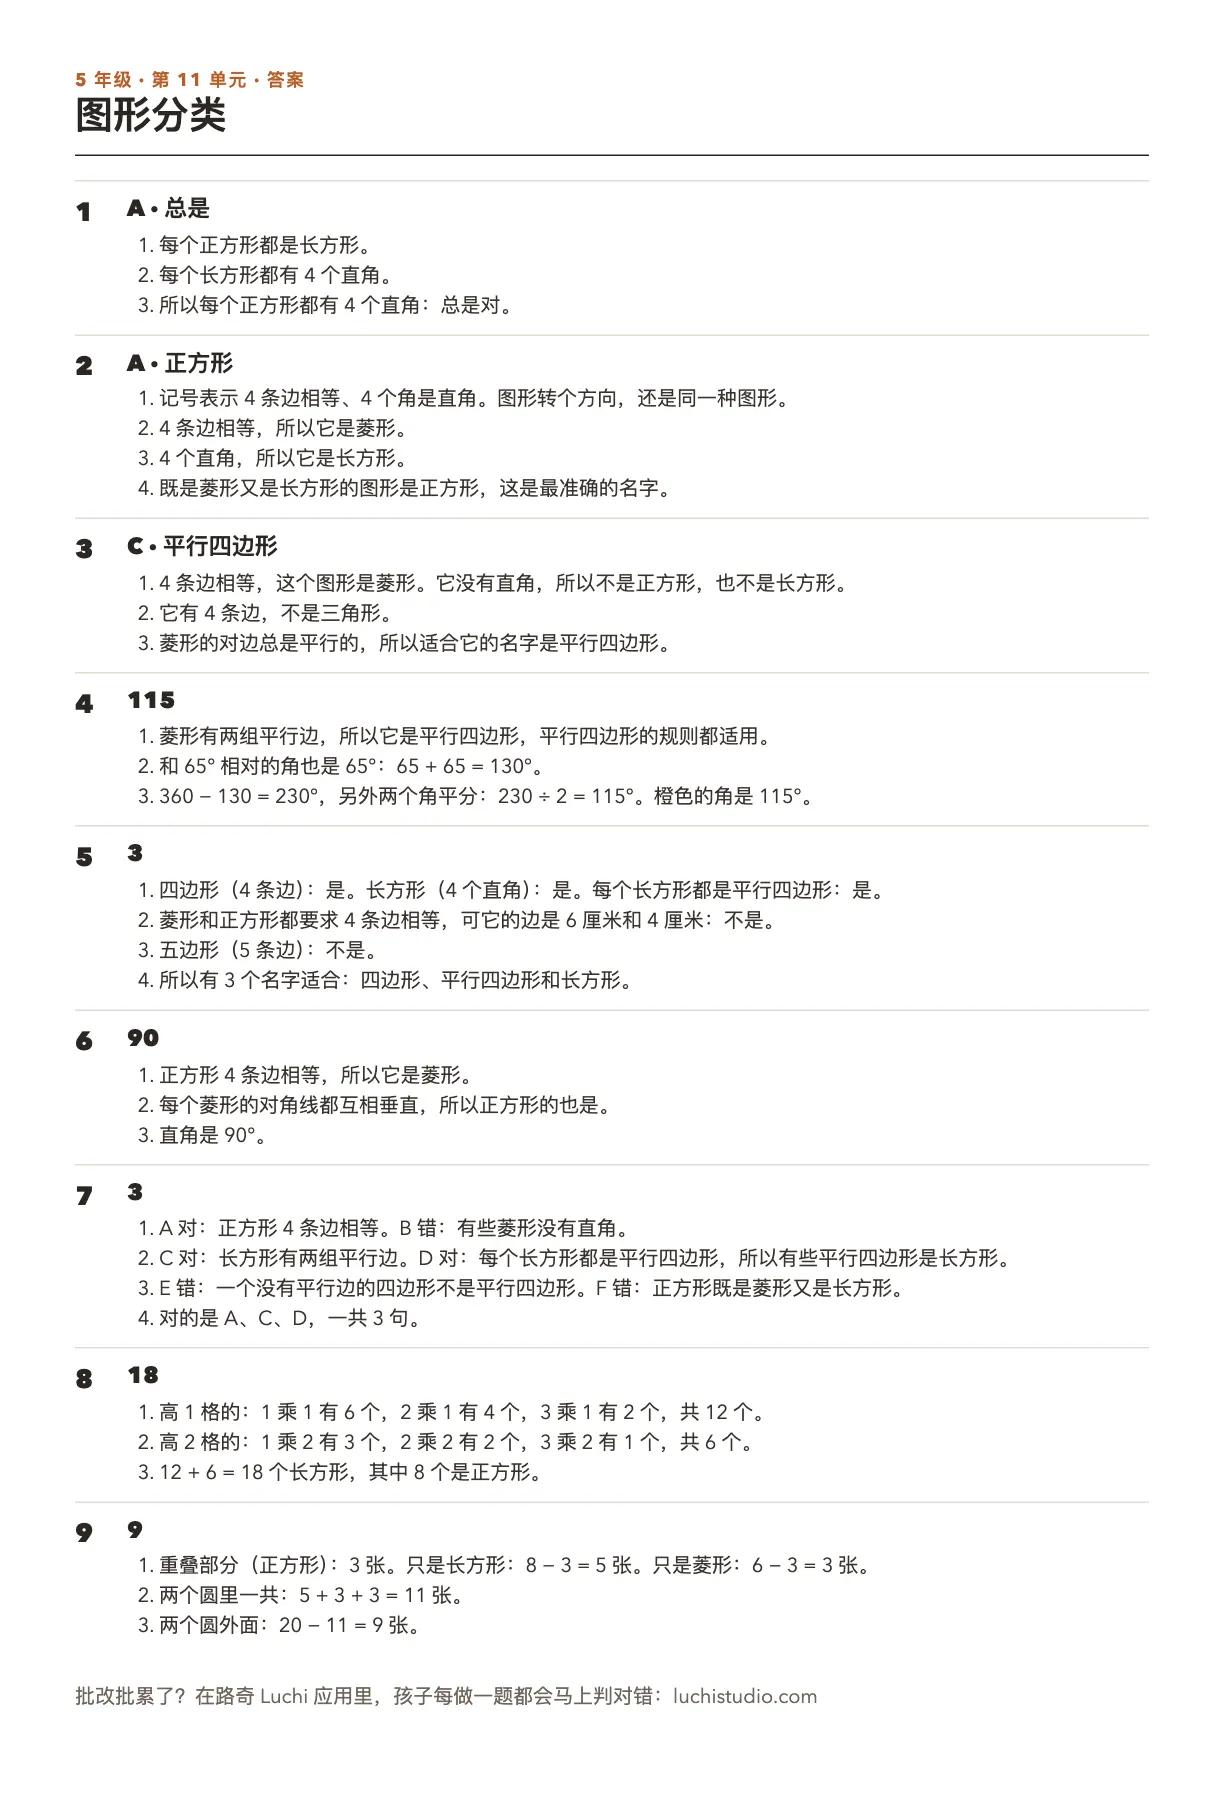 5 年级・第 11 单元・答案
图形分类
1
A • 总是
1. 每个正方形都是长方形。
2. 每个长方形都有 4 个直角。
3. 所以每个正方形都有 4 个直角：总是对。
2
A • 正方形
1. 记号表示 4 条边相等、4 个角是直角。图形转个方向，还是同一种图形。
2. 4 条边相等，所以它是菱形。
3. 4 个直角，所以它是长方形。
4. 既是菱形又是长方形的图形是正方形，这是最准确的名字。
3
C • 平行四边形
1. 4 条边相等，这个图形是菱形。它没有直角，所以不是正方形，也不是长方形。
2. 它有 4 条边，不是三角形。
3. 菱形的对边总是平行的，所以适合它的名字是平行四边形。
4
115
1. 菱形有两组平行边，所以它是平行四边形，平行四边形的规则都适用。
2. 和 65° 相对的角也是 65°：65 + 65 = 130°。
3. 360 − 130 = 230°，另外两个角平分：230 ÷ 2 = 115°。橙色的角是 115°。
5
3
1. 四边形（4 条边）：是。长方形（4 个直角）：是。每个长方形都是平行四边形：是。
2. 菱形和正方形都要求 4 条边相等，可它的边是 6 厘米和 4 厘米：不是。
3. 五边形（5 条边）：不是。
4. 所以有 3 个名字适合：四边形、平行四边形和长方形。
6
90
1. 正方形 4 条边相等，所以它是菱形。
2. 每个菱形的对角线都互相垂直，所以正方形的也是。
3. 直角是 90°。
7
3
1. A 对：正方形 4 条边相等。B 错：有些菱形没有直角。
2. C 对：长方形有两组平行边。D 对：每个长方形都是平行四边形，所以有些平行四边形是长方形。
3. E 错：一个没有平行边的四边形不是平行四边形。F 错：正方形既是菱形又是长方形。
4. 对的是 A、C、D，一共 3 句。
8
18
1. 高 1 格的：1 乘 1 有 6 个，2 乘 1 有 4 个，3 乘 1 有 2 个，共 12 个。
2. 高 2 格的：1 乘 2 有 3 个，2 乘 2 有 2 个，3 乘 2 有 1 个，共 6 个。
3. 12 + 6 = 18 个长方形，其中 8 个是正方形。
9
9
1. 重叠部分（正方形）：3 张。只是长方形：8 − 3 = 5 张。只是菱形：6 − 3 = 3 张。
2. 两个圆里一共：5 + 3 + 3 = 11 张。
3. 两个圆外面：20 − 11 = 9 张。
批改批累了？在路奇 Luchi 应用里，孩子每做一题都会马上判对错：luchistudio.com